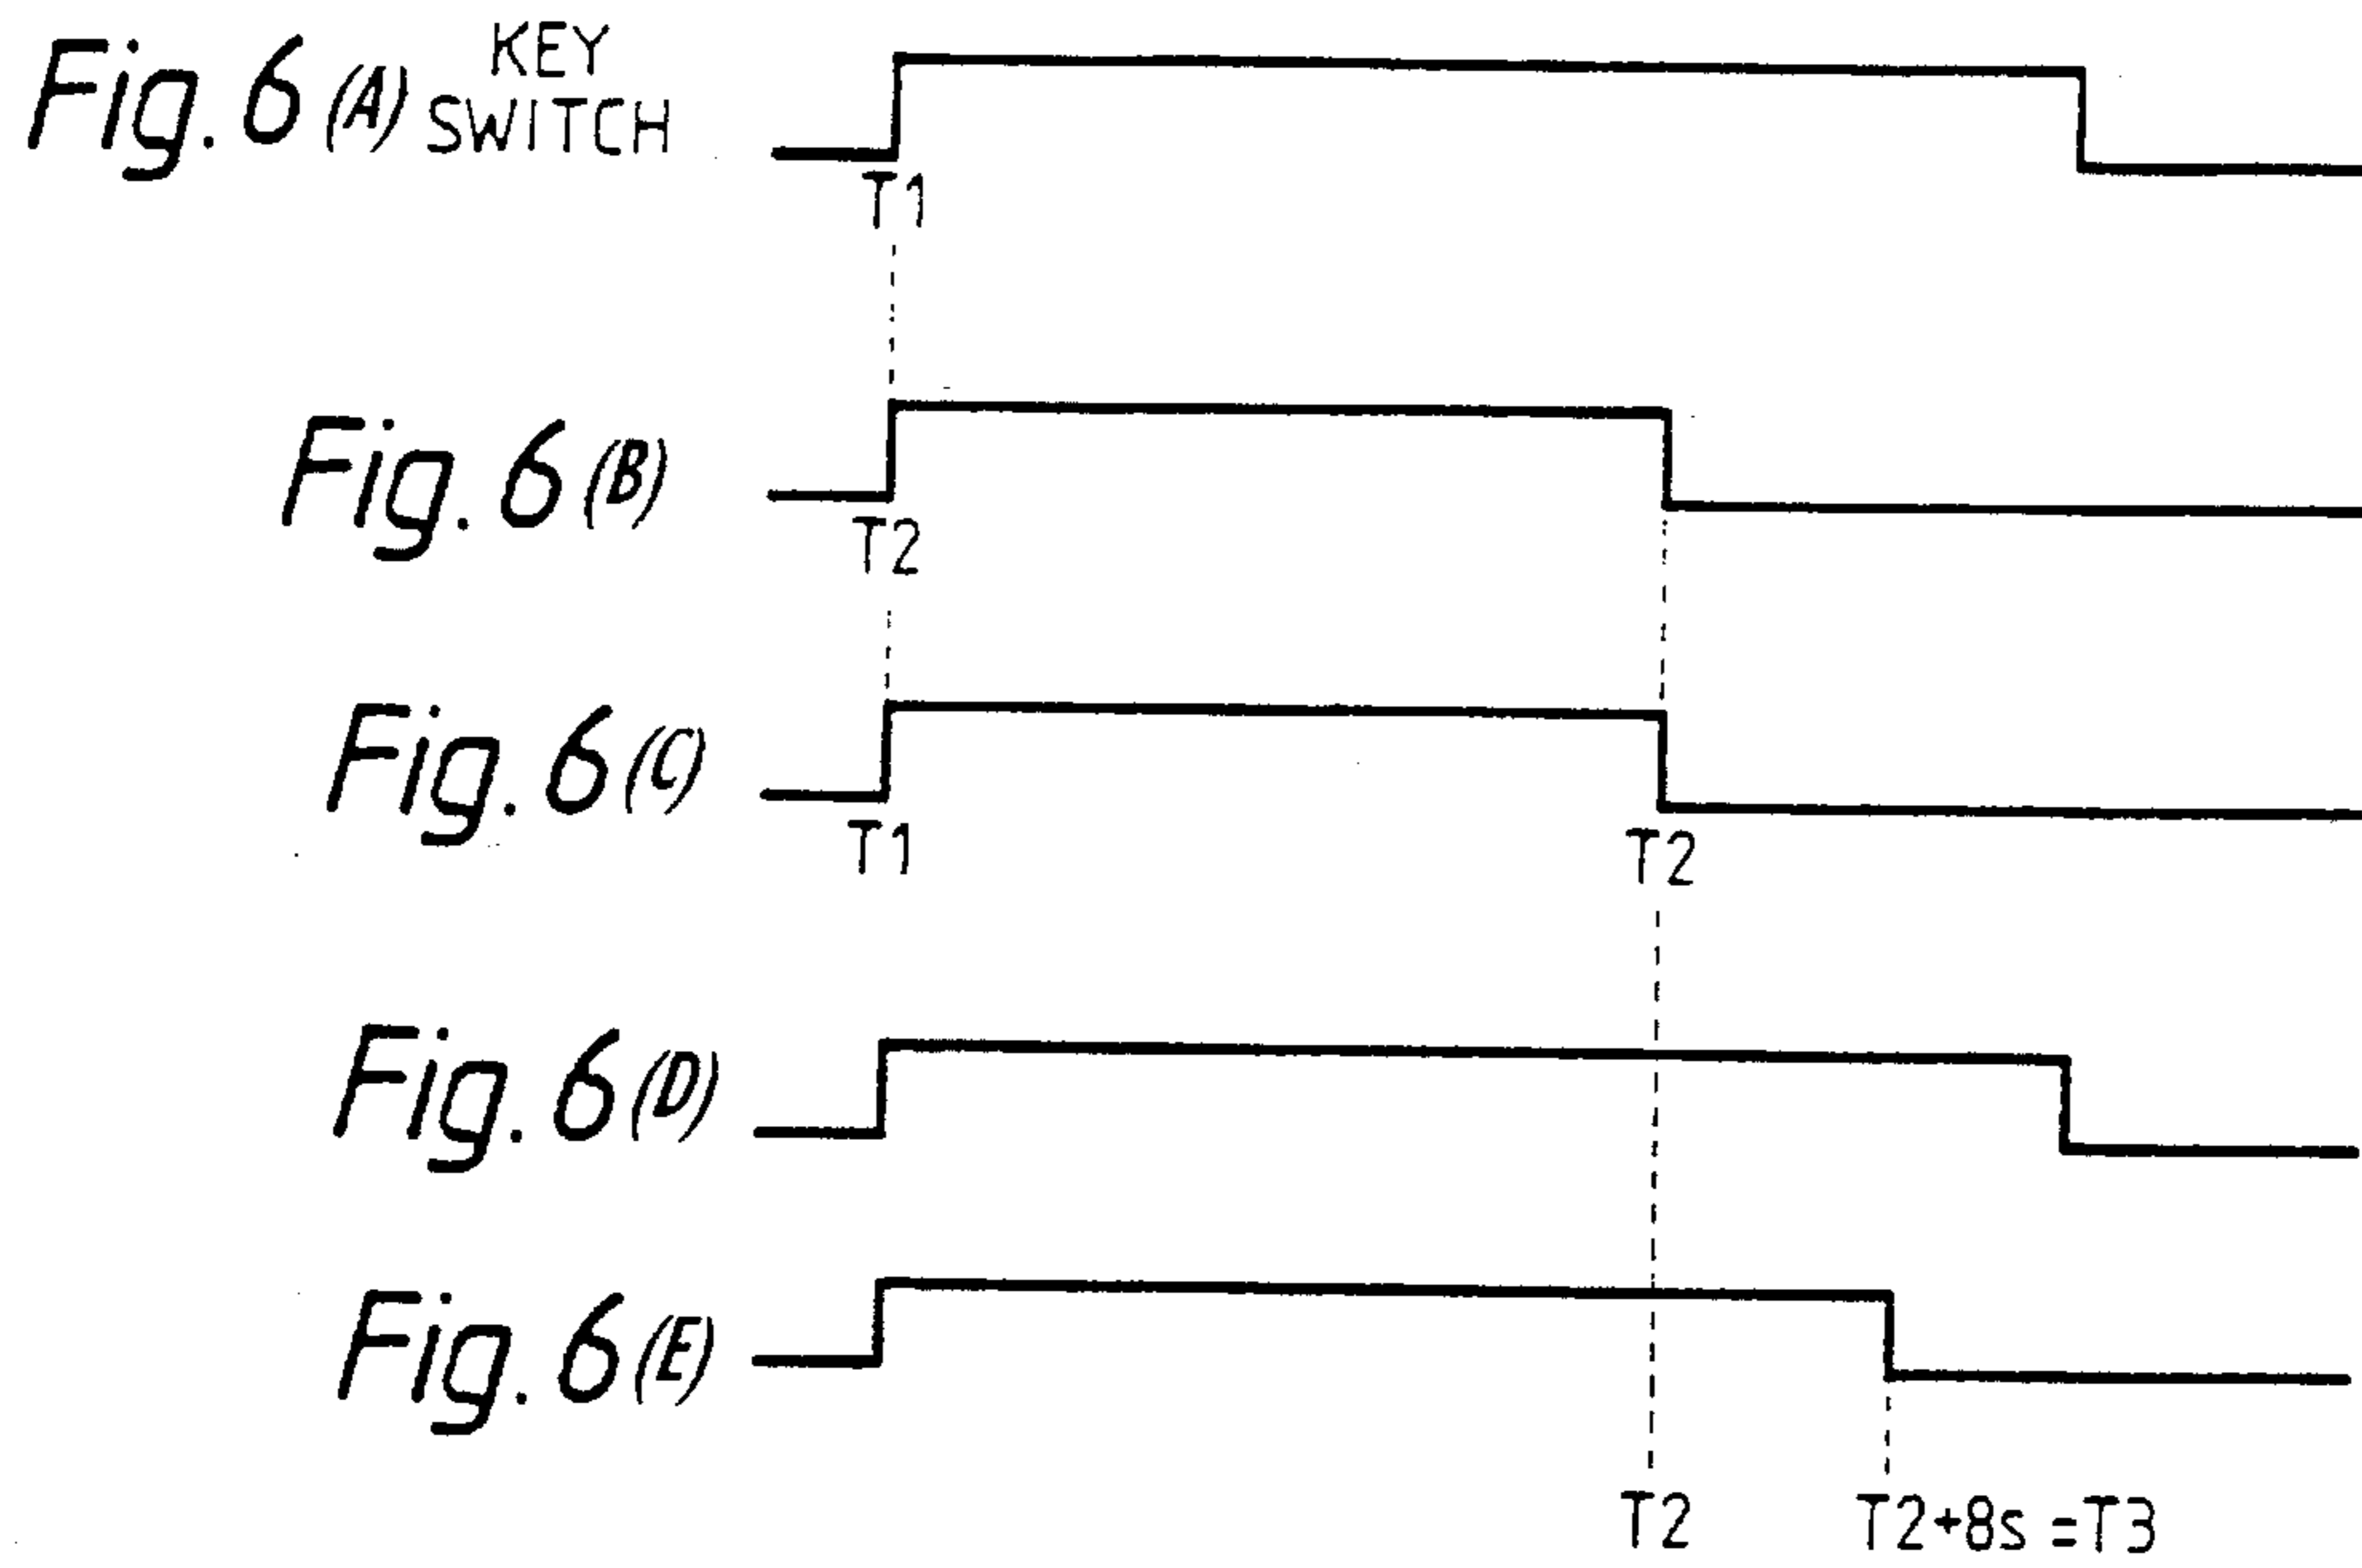 Fig. 6 (A) KEY SWITCH
T1
Fig. 6 (B)
T2
Fig. 6 (C)
T1 T2
Fig. 6 (D)
Fig. 6 (E)
T2 T2+8s = T3